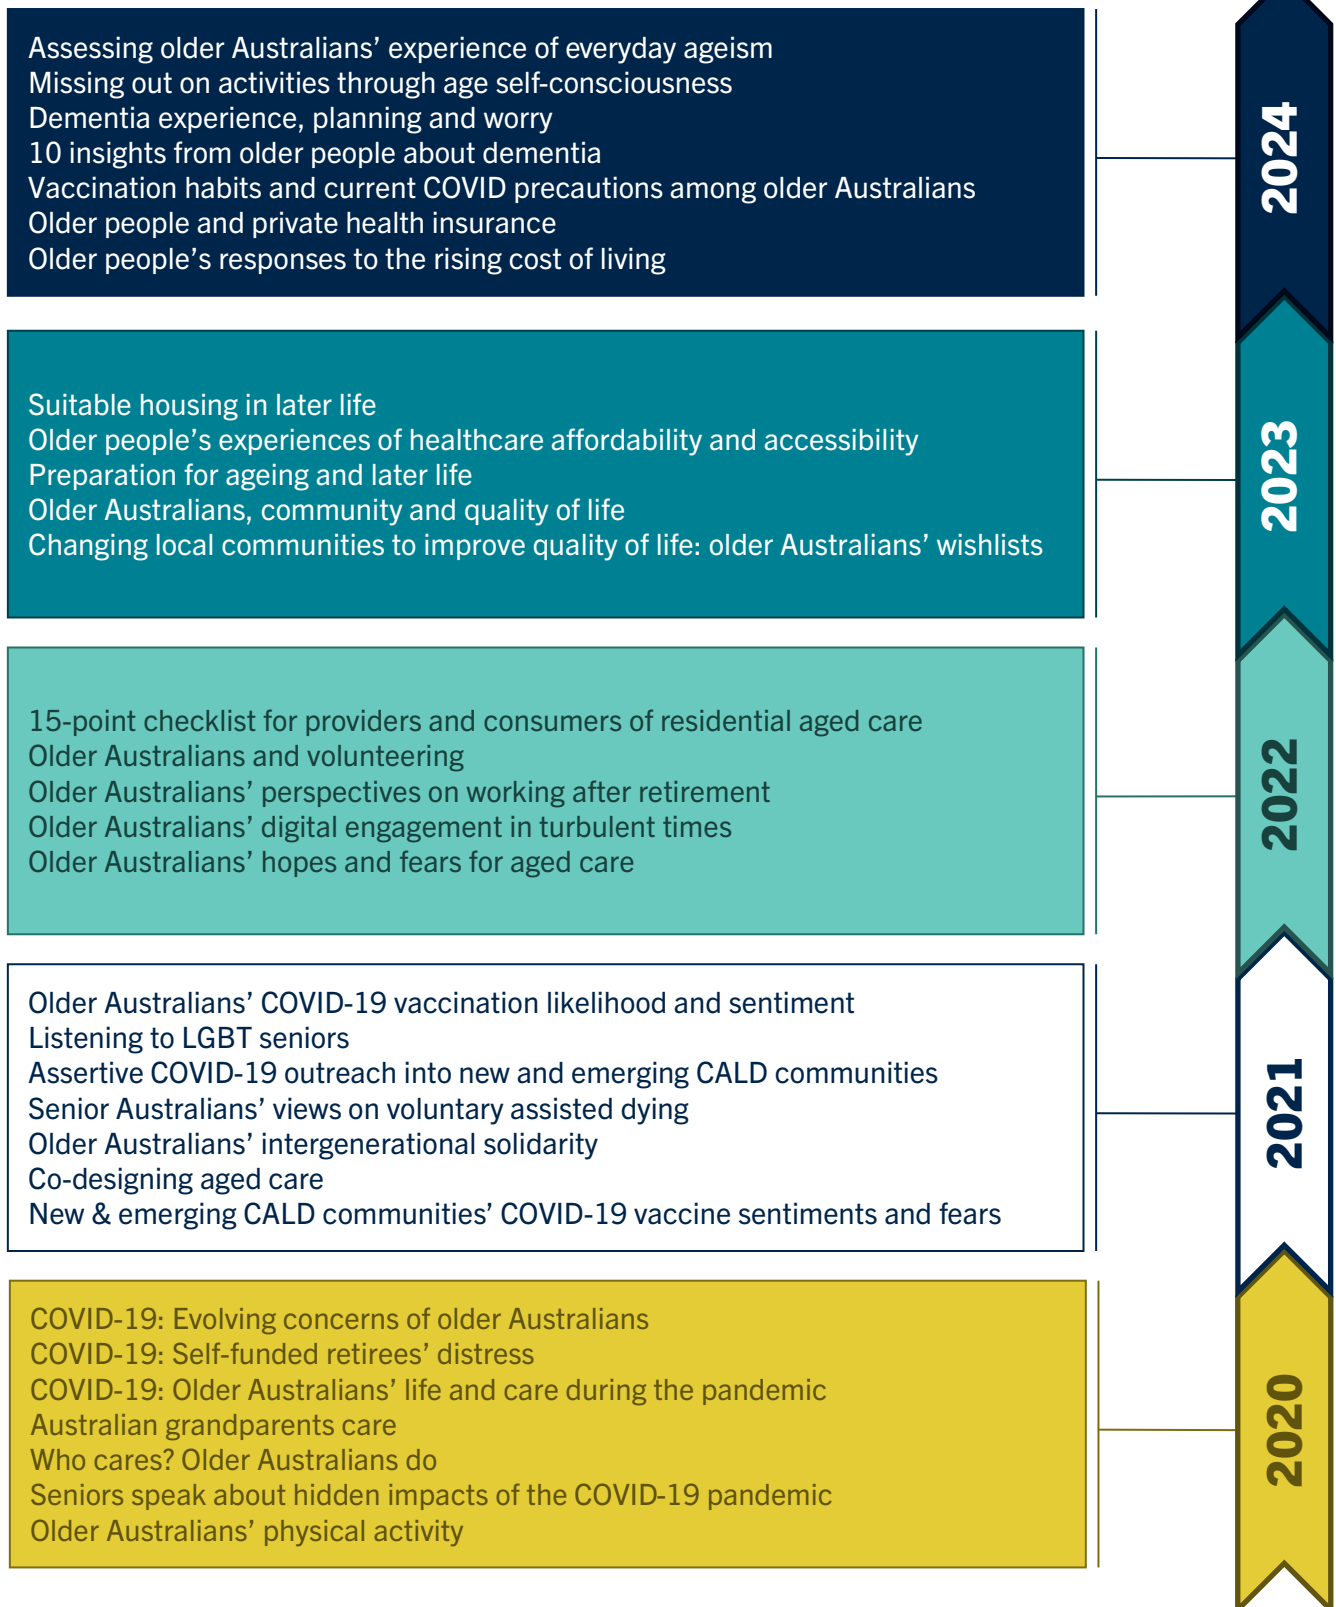 Assessing older Australians’ experience of everyday ageism
Missing out on activities through age self-consciousness
Dementia experience, planning and worry
10 insights from older people about dementia
Vaccination habits and current COVID precautions among older Australians
Older people and private health insurance
Older people’s responses to the rising cost of living
2024
Suitable housing in later life
Older people’s experiences of healthcare affordability and accessibility
Preparation for ageing and later life
Older Australians, community and quality of life
Changing local communities to improve quality of life: older Australians’ wishlists
2023
15-point checklist for providers and consumers of residential aged care
Older Australians and volunteering
Older Australians’ perspectives on working after retirement
Older Australians’ digital engagement in turbulent times
Older Australians’ hopes and fears for aged care
2022
Older Australians’ COVID-19 vaccination likelihood and sentiment
Listening to LGBT seniors
Assertive COVID-19 outreach into new and emerging CALD communities
Senior Australians’ views on voluntary assisted dying
Older Australians’ intergenerational solidarity
Co-designing aged care
New & emerging CALD communities’ COVID-19 vaccine sentiments and fears
2021
COVID-19: Evolving concerns of older Australians
COVID-19: Self-funded retirees’ distress
COVID-19: Older Australians’ life and care during the pandemic
Australian grandparents care
Who cares? Older Australians do
Seniors speak about hidden impacts of the COVID-19 pandemic
Older Australians’ physical activity
2020